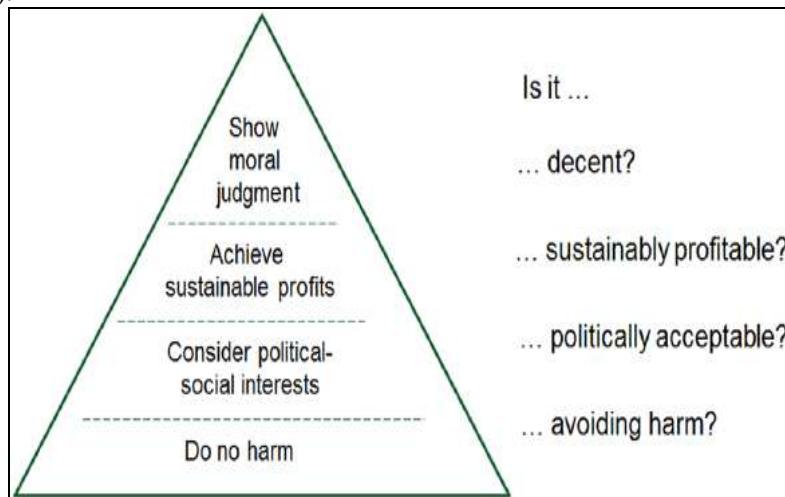 Show
moral
judgment
Achieve
sustainable profits
Consider political-
social interests
Do no harm
Is it ...
... decent?
... sustainably profitable?
... politically acceptable?
... avoiding harm?